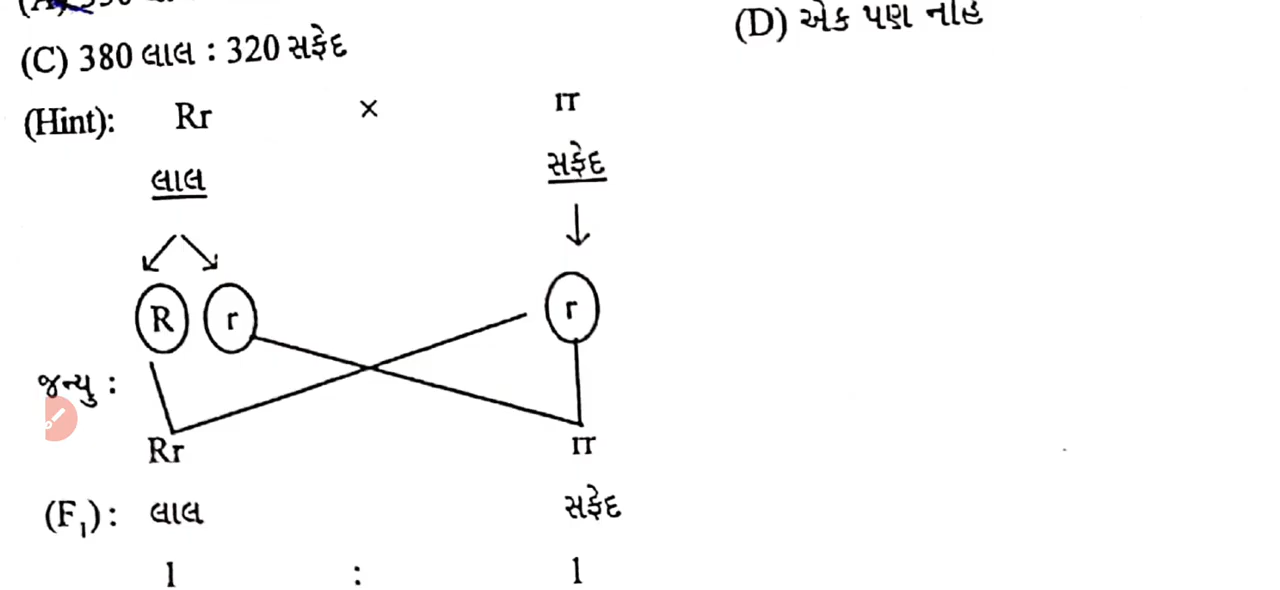 (C) 380 લાલ : 320 સફેદ
(D) એક પણ નહિ
(Hint): Rr × rr
લાલ સફેદ
R r r
જન્યુ :
Rr rr
(F₁) : લાલ સફેદ
1 : 1